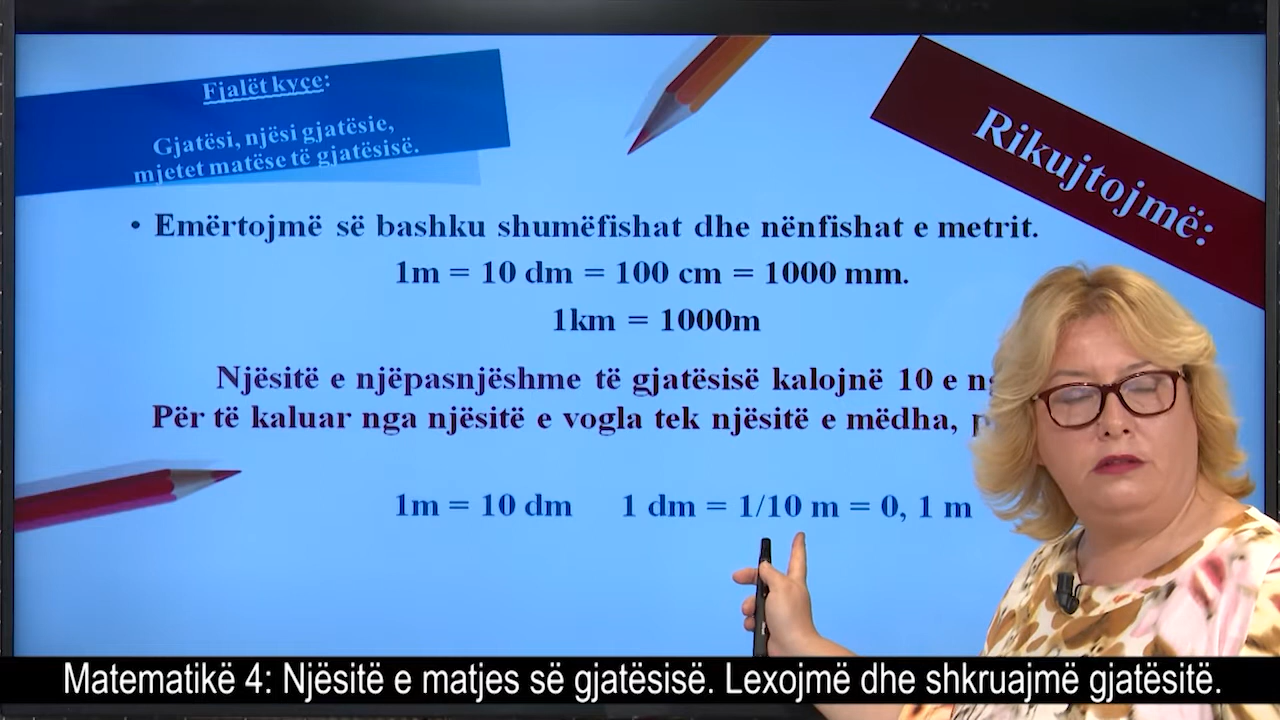 Fjalët kyçe:
Gjatësi, njësi gjatësie,
mjetet matëse të gjatësisë.
Rikujtojmë:
• Emërtojmë së bashku shumëfishat dhe nënfishat e metrit.
1m = 10 dm = 100 cm = 1000 mm.
1km = 1000m
Njësitë e njëpasnjëshme të gjatësisë kalojnë 10 e
Për të kaluar nga njësitë e vogla tek njësitë e mëdha,
1m = 10 dm 1 dm = 1/10 m = 0, 1 m
Matematikë 4: Njësitë e matjes së gjatësisë. Lexojmë dhe shkruajmë gjatësitë.